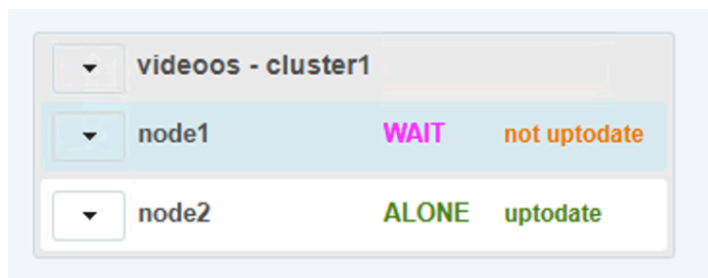 videoos - cluster1
node1 WAIT not uptodate
node2 ALONE uptodate